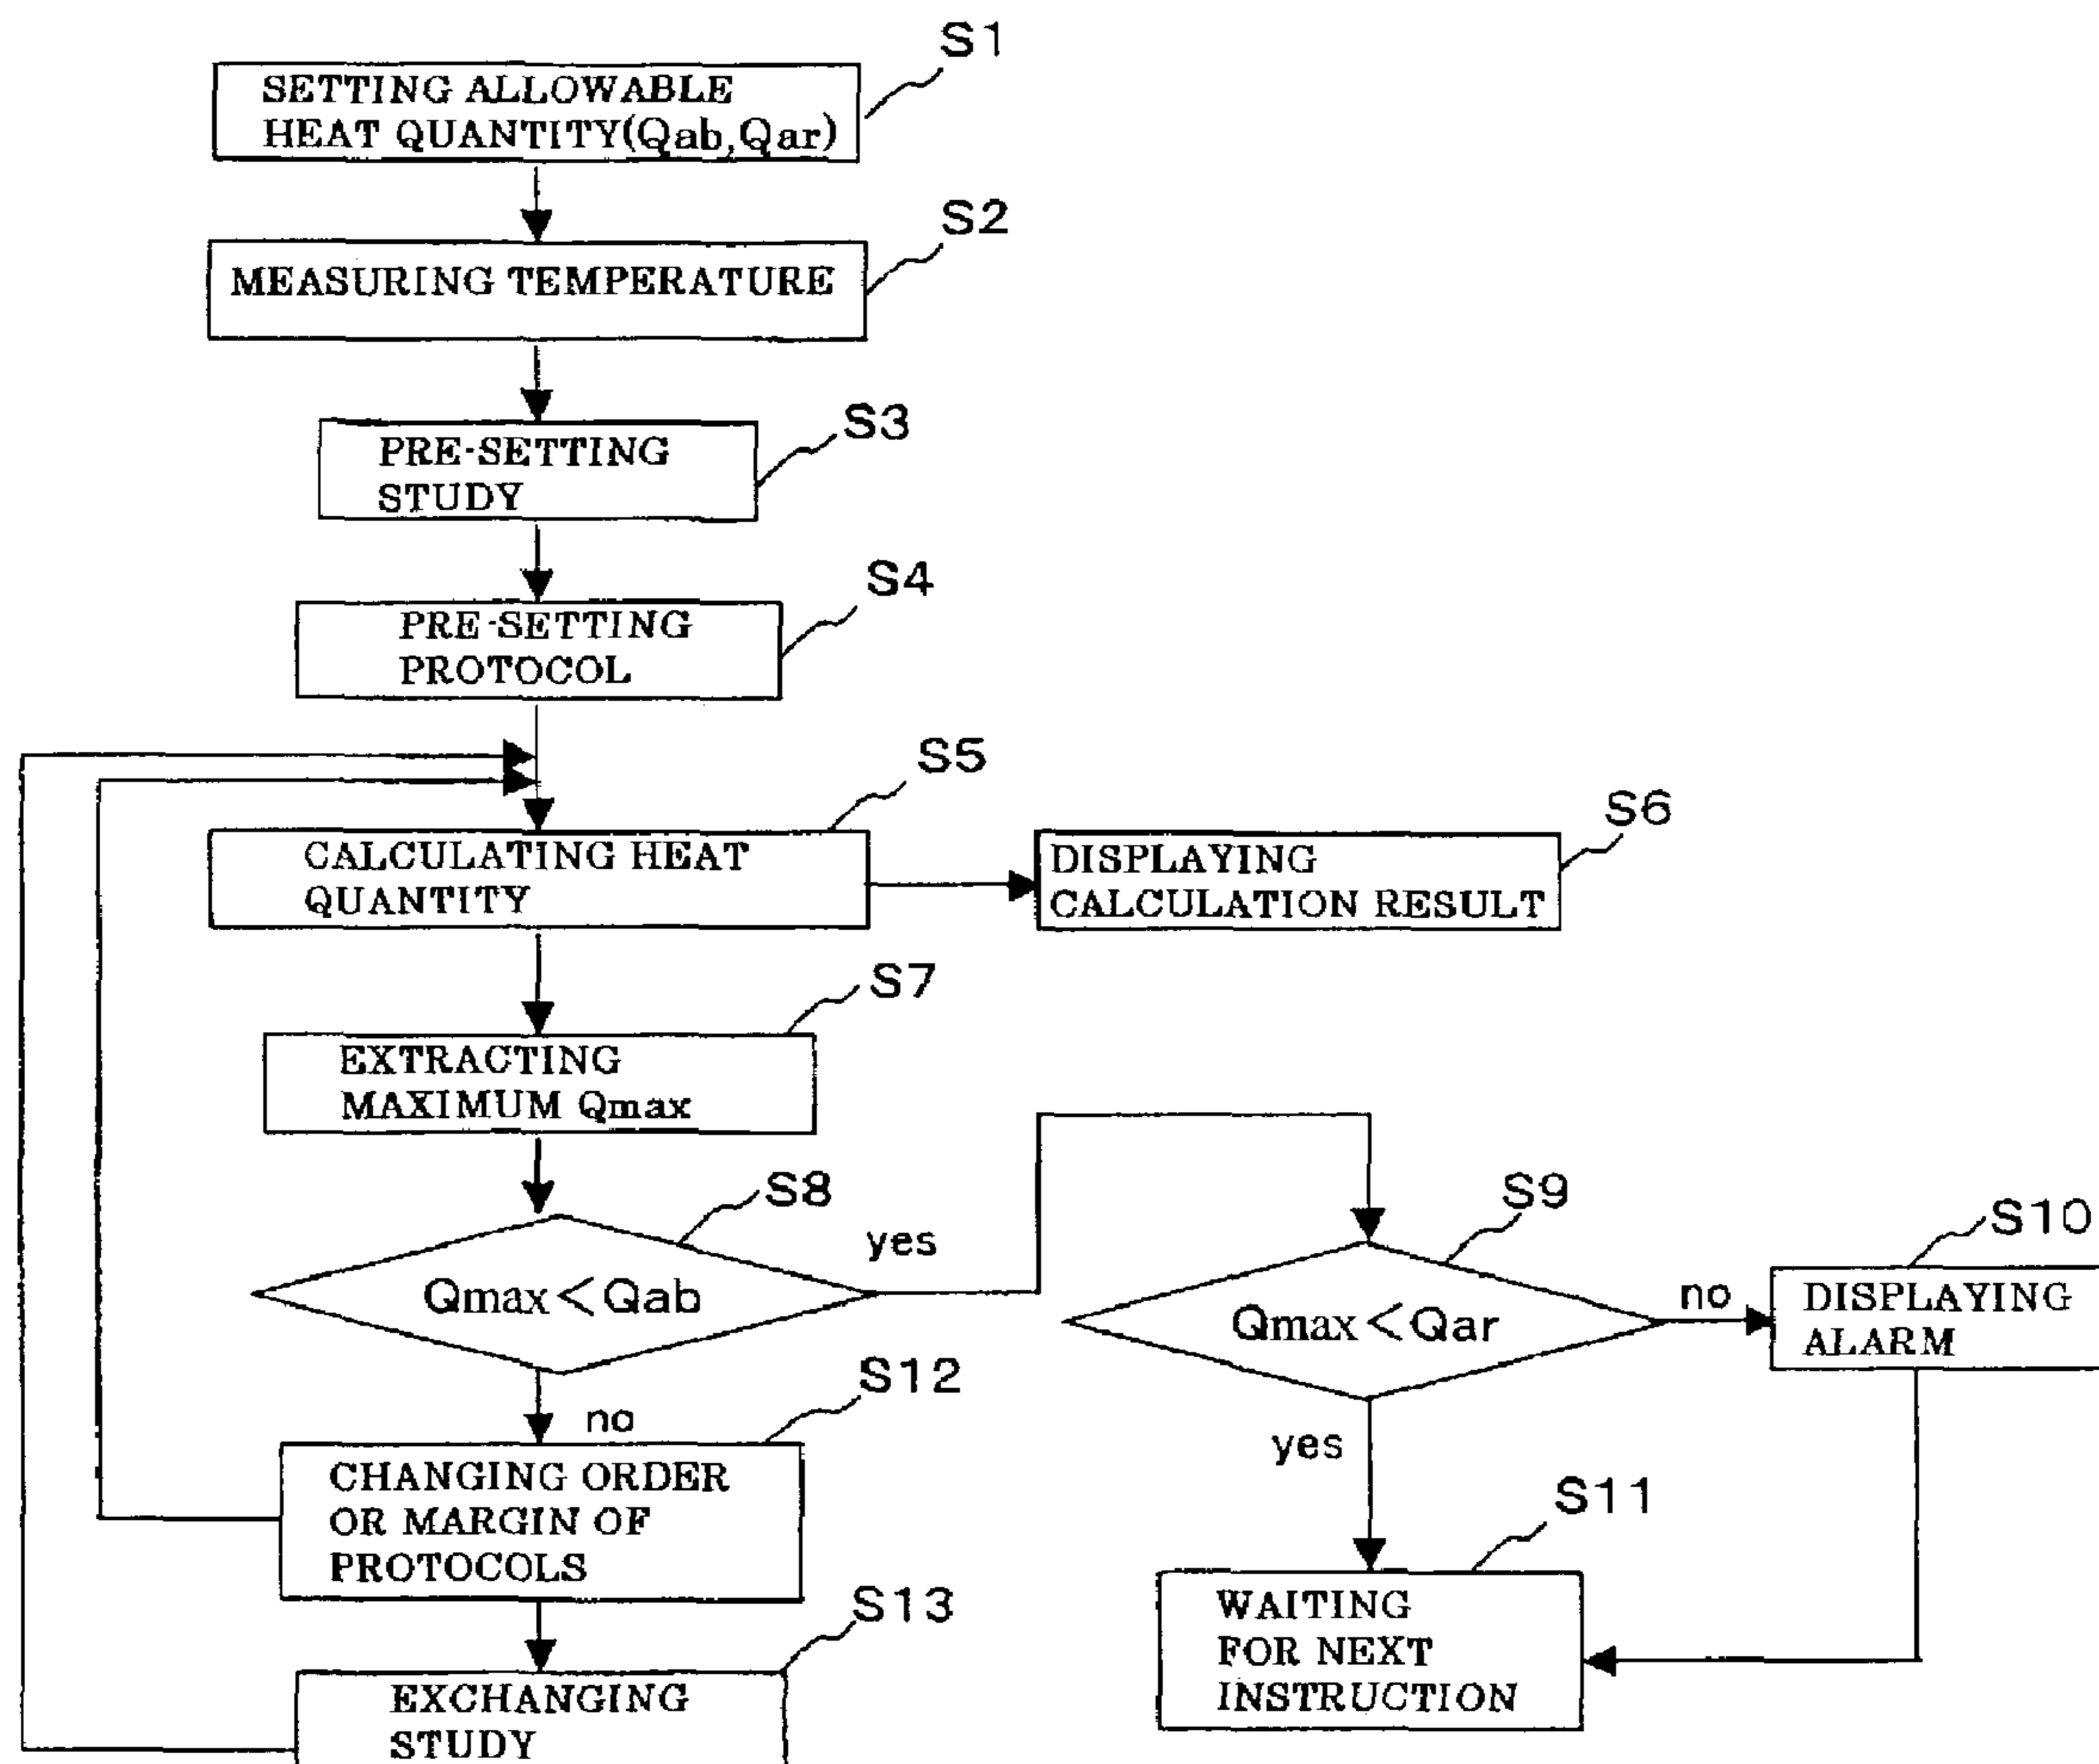 S1
SETTING ALLOWABLE
HEAT QUANTITY(Qab,Qar)
S2
MEASURING TEMPERATURE
S3
PRE-SETTING
STUDY
S4
PRE-SETTING
PROTOCOL
S5
CALCULATING HEAT
QUANTITY
S6
DISPLAYING
CALCULATION RESULT
S7
EXTRACTING
MAXIMUM Qmax
S8
Qmax<Qab
yes
no
S9
Qmax<Qar
no
yes
S10
DISPLAYING
ALARM
S11
WAITING
FOR NEXT
INSTRUCTION
S12
CHANGING ORDER
OR MARGIN OF
PROTOCOLS
S13
EXCHANGING
STUDY